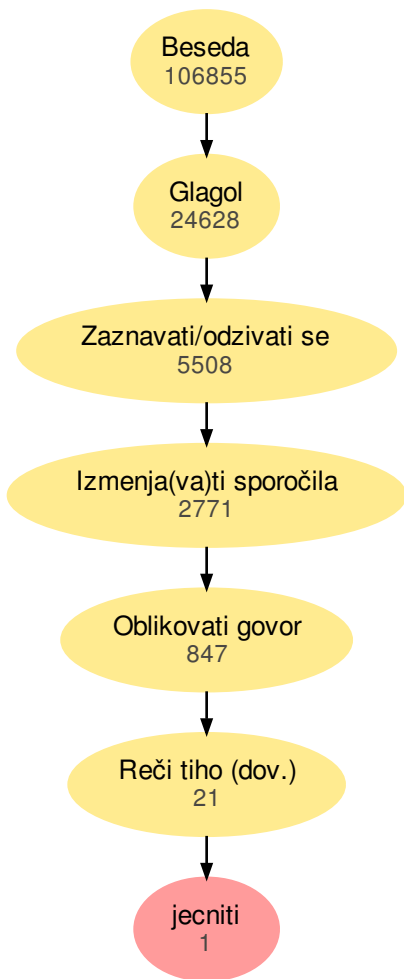 Beseda
106855
Glagol
24628
Zaznavati/odzivati se
5508
Izmenja(va)ti sporočila
2771
Oblikovati govor
847
Reči tiho (dov.)
21
jecniti
1